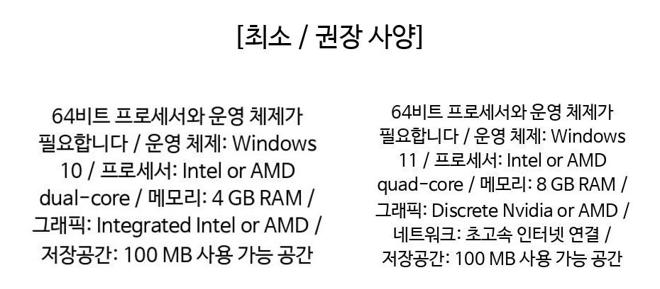 [최소 / 권장 사양]
64비트 프로세서와 운영 체제가
필요합니다 / 운영 체제: Windows
10 / 프로세서: Intel or AMD
dual-core / 메모리: 4 GB RAM /
그래픽: Integrated Intel or AMD /
저장공간: 100 MB 사용 가능 공간
64비트 프로세서와 운영 체제가
필요합니다 / 운영 체제: Windows
11 / 프로세서: Intel or AMD
quad-core / 메모리: 8 GB RAM /
그래픽: Discrete Nvidia or AMD /
네트워크: 초고속 인터넷 연결 /
저장공간: 100 MB 사용 가능 공간